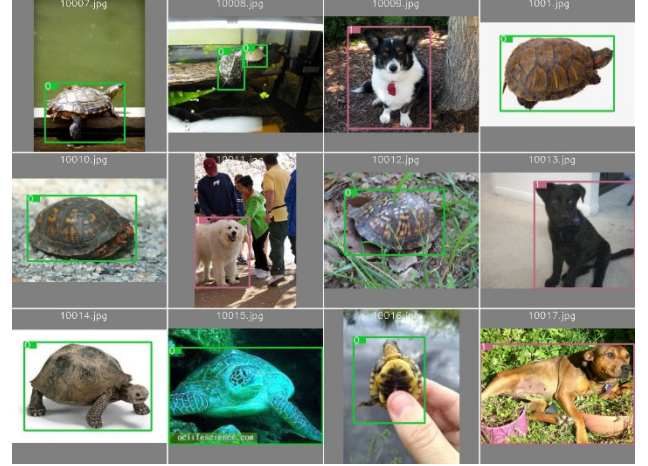 10007.jpg
10008.jpg
10009.jpg
1001.jpg
0
0
0
1
0
10010.jpg
10011.jpg
10012.jpg
10013.jpg
0
1
0
1
10014.jpg
10015.jpg
10016.jpg
10017.jpg
0
0
0
1
oclifescience.com